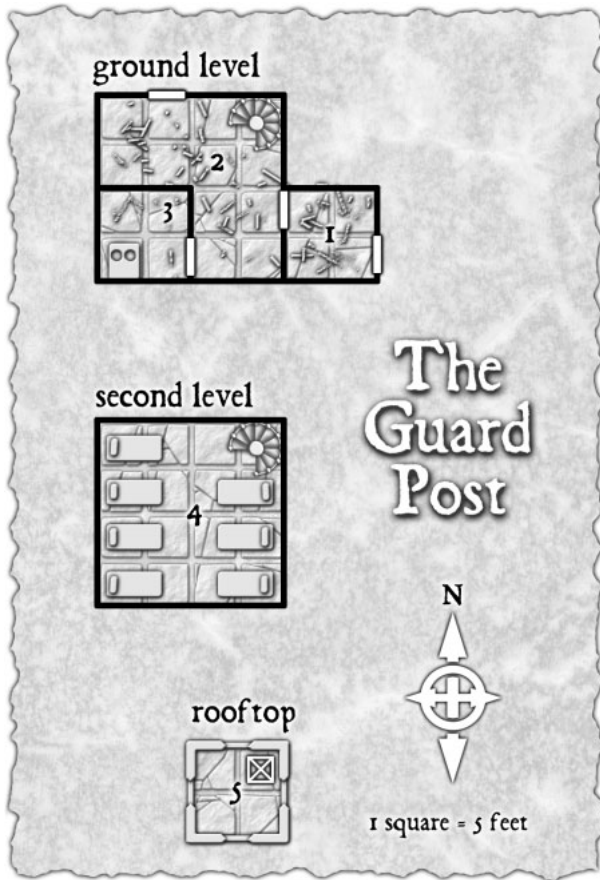 ground level
2
3
1
second level
4
The
Guard
Post
N
rooftop
5
1 square = 5 feet